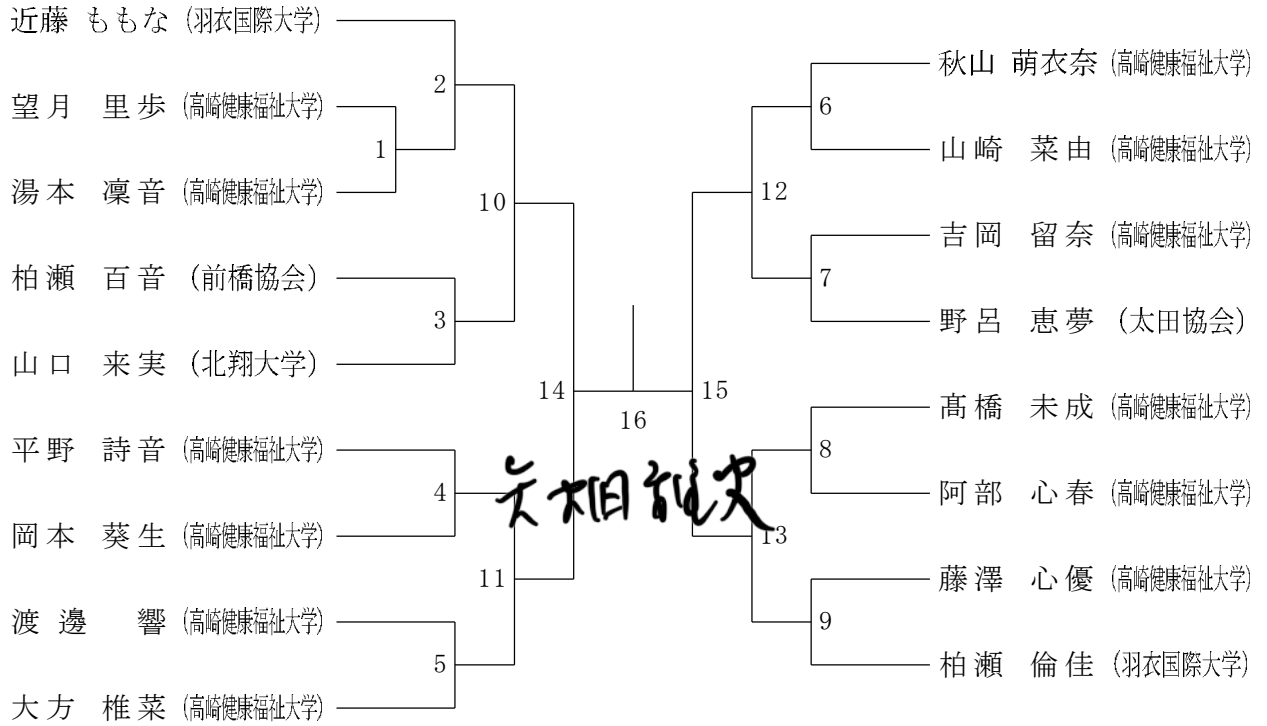 近藤 ももな (羽衣国際大学)
望月 里歩 (高崎健康福祉大学)
湯本 凜音 (高崎健康福祉大学)
柏瀬 百音 (前橋協会)
山口 来実 (北翔大学)
平野 詩音 (高崎健康福祉大学)
岡本 葵生 (高崎健康福祉大学)
渡邊 響 (高崎健康福祉大学)
大方 椎菜 (高崎健康福祉大学)
1
2
3
4
5
10
11
14
16
15
12
13
6
7
8
9
秋山 萌衣奈 (高崎健康福祉大学)
山崎 菜由 (高崎健康福祉大学)
吉岡 留奈 (高崎健康福祉大学)
野呂 恵夢 (太田協会)
髙橋 未成 (高崎健康福祉大学)
阿部 心春 (高崎健康福祉大学)
藤澤 心優 (高崎健康福祉大学)
柏瀬 倫佳 (羽衣国際大学)